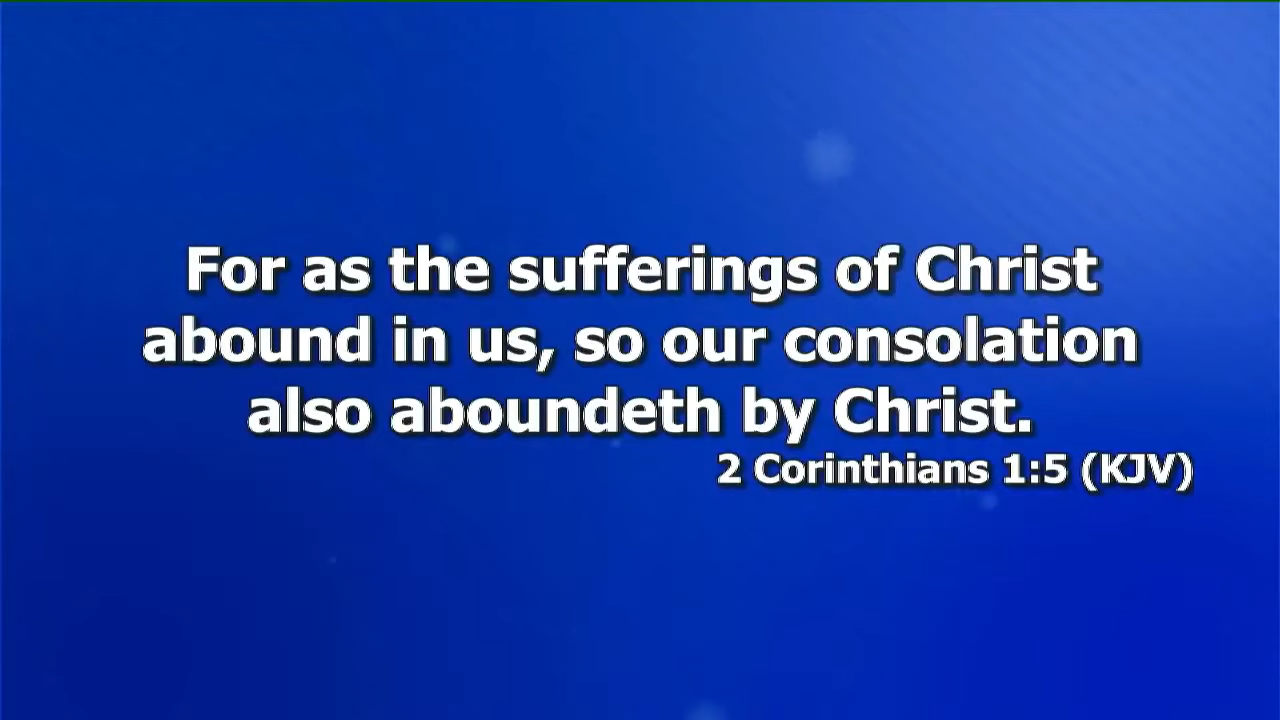 For as the sufferings of Christ
abound in us, so our consolation
also aboundeth by Christ.
2 Corinthians 1:5 (KJV)